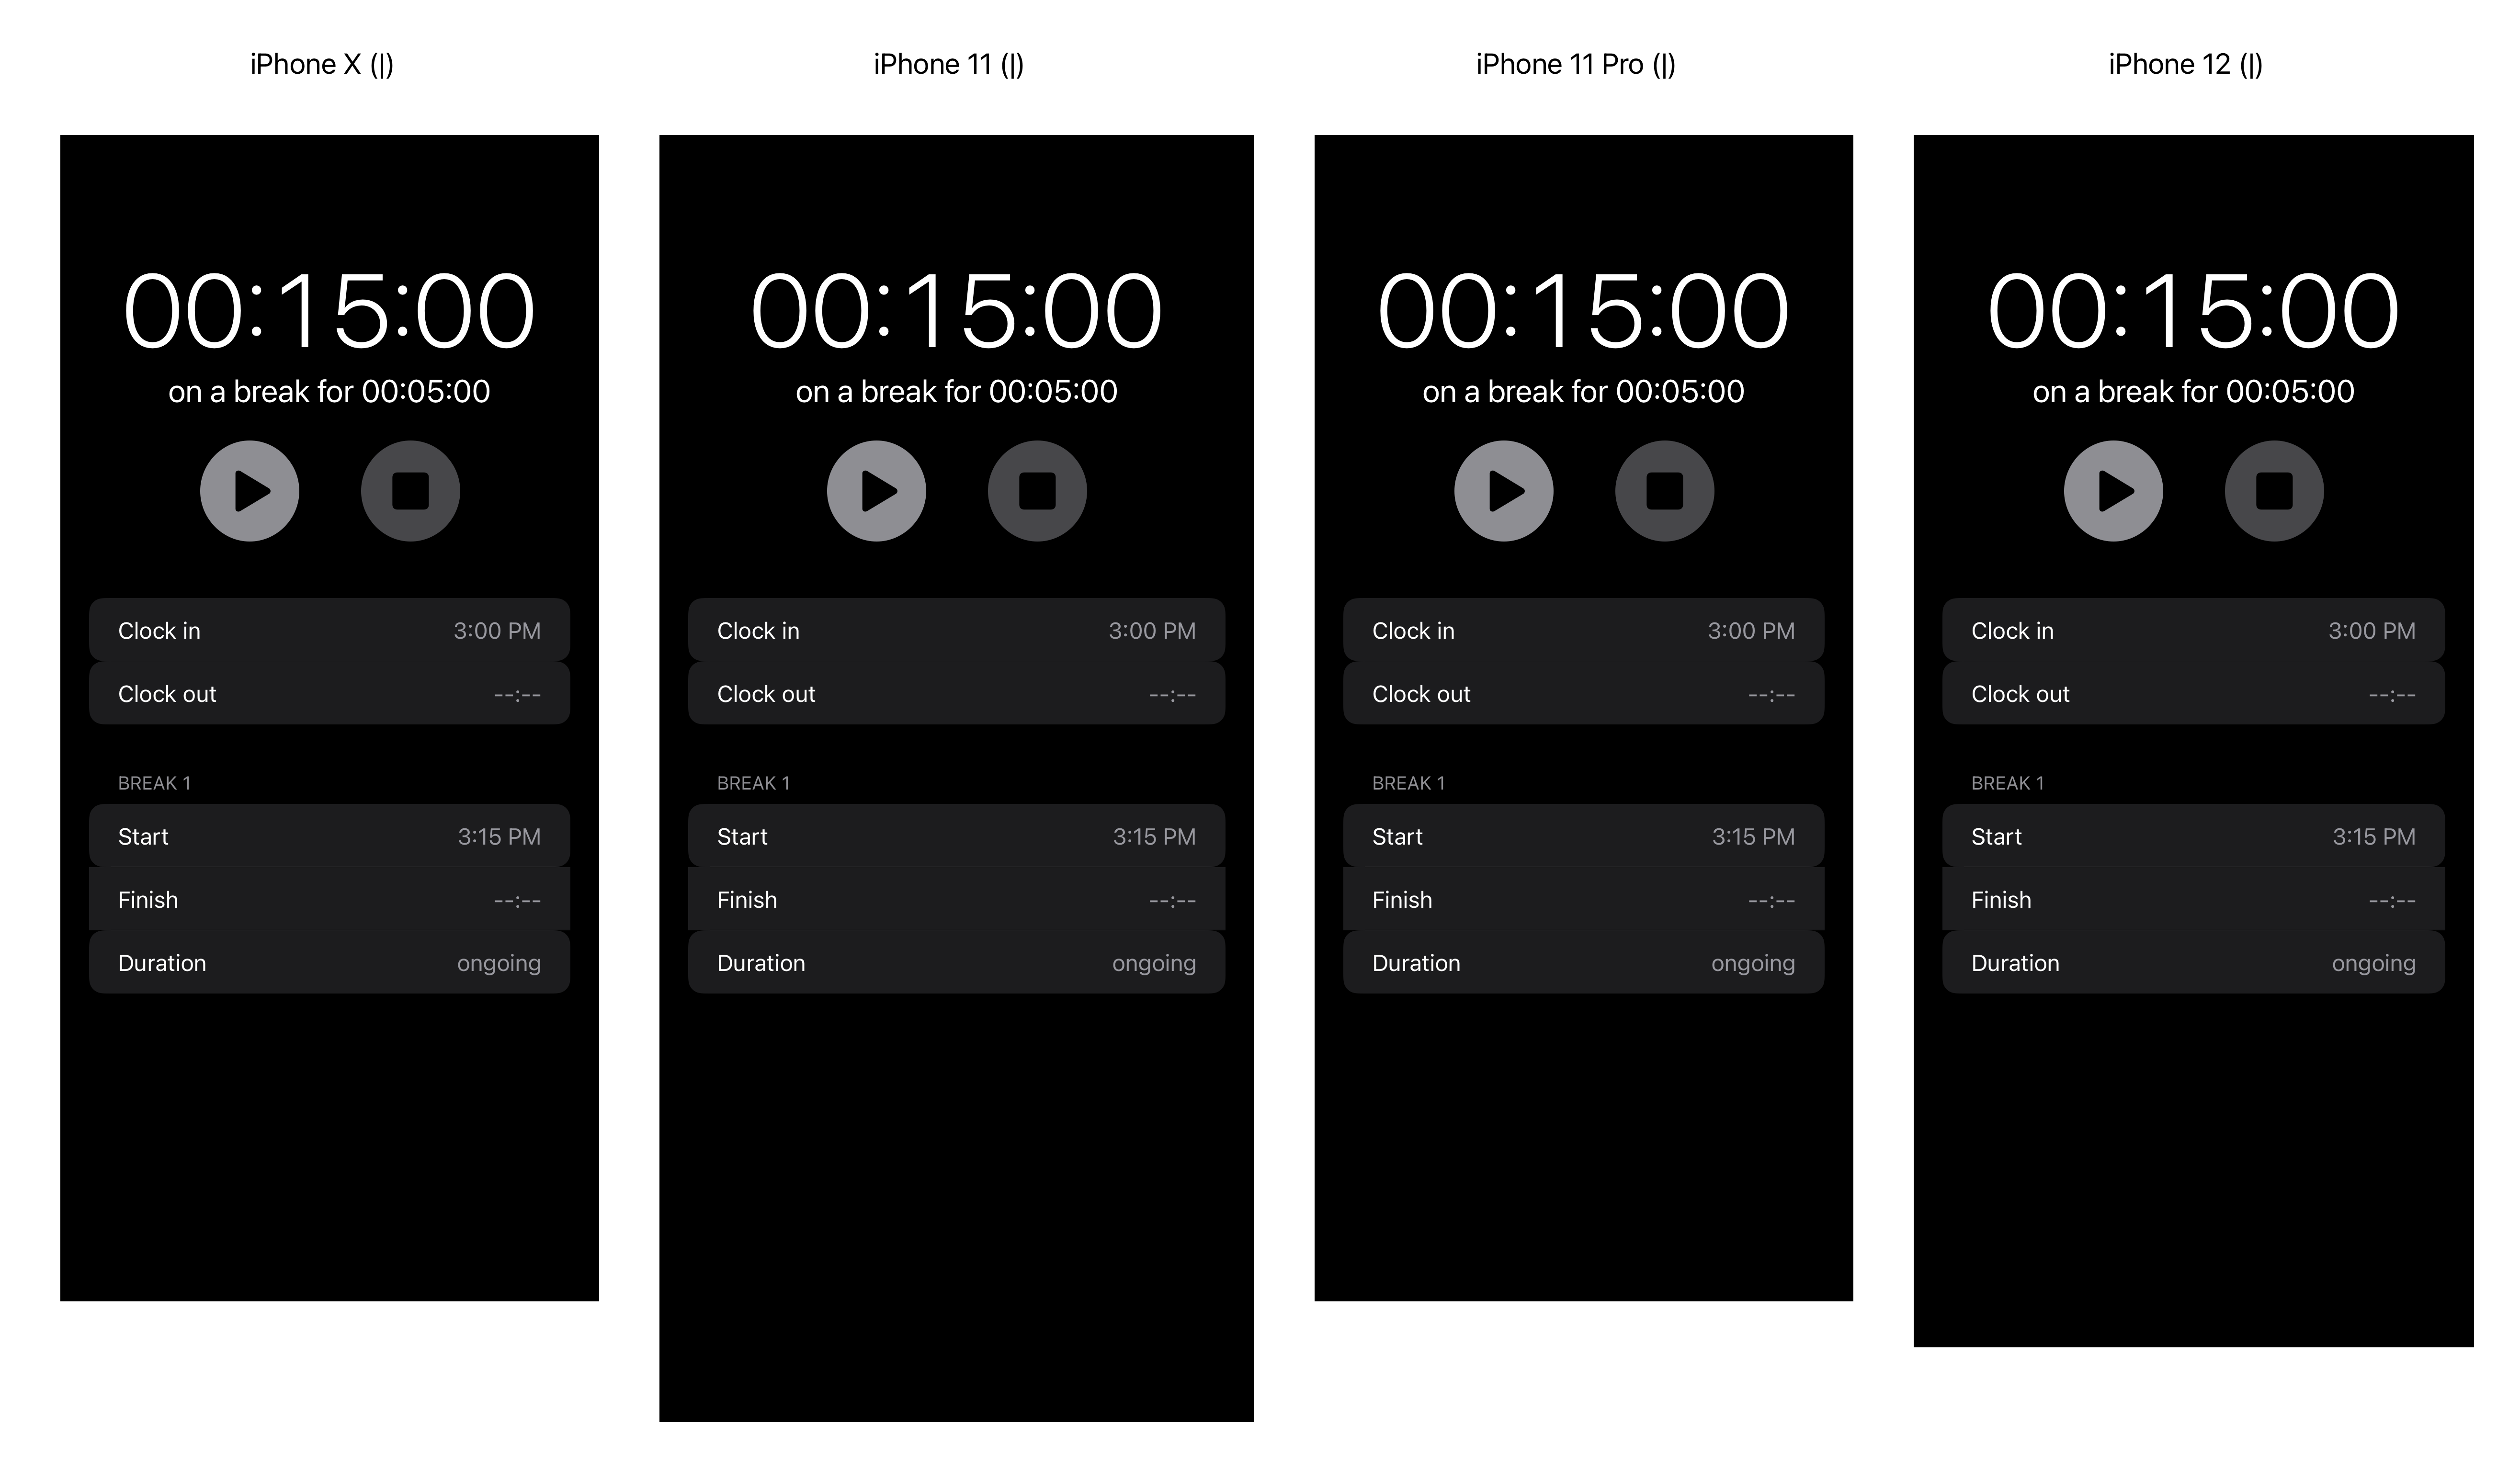 iPhone X (|)
00:15:00
on a break for 00:05:00
Clock in 3:00 PM
Clock out --:--
BREAK 1
Start 3:15 PM
Finish --:--
Duration ongoing
iPhone 11 (|)
00:15:00
on a break for 00:05:00
Clock in 3:00 PM
Clock out --:--
BREAK 1
Start 3:15 PM
Finish --:--
Duration ongoing
iPhone 11 Pro (|)
00:15:00
on a break for 00:05:00
Clock in 3:00 PM
Clock out --:--
BREAK 1
Start 3:15 PM
Finish --:--
Duration ongoing
iPhone 12 (|)
00:15:00
on a break for 00:05:00
Clock in 3:00 PM
Clock out --:--
BREAK 1
Start 3:15 PM
Finish --:--
Duration ongoing